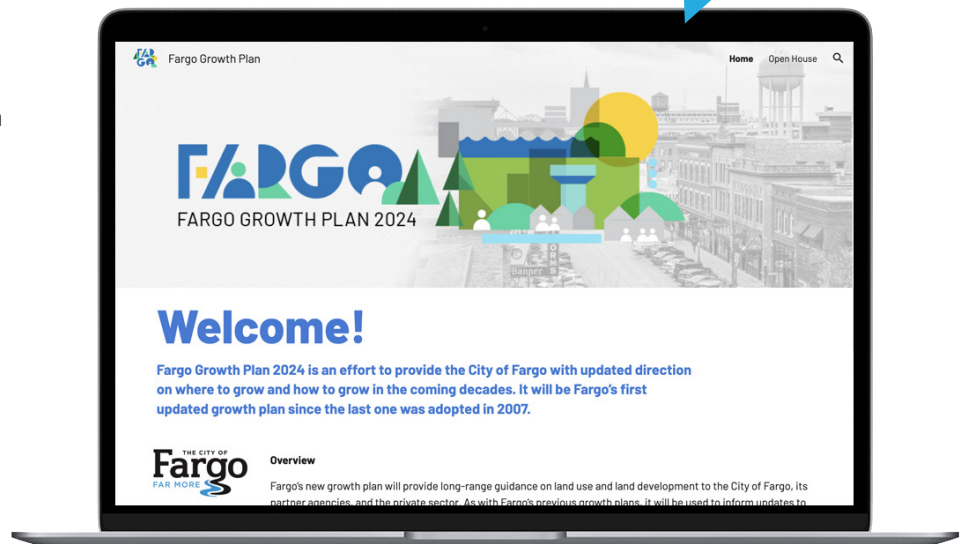 Fargo Growth Plan
Home Open House
FARGO
FARGO GROWTH PLAN 2024
Banner
Welcome!
Fargo Growth Plan 2024 is an effort to provide the City of Fargo with updated direction
on where to grow and how to grow in the coming decades. It will be Fargo's first
updated growth plan since the last one was adopted in 2007.
THE CITY OF
Fargo
FAR MORE
Overview
Fargo's new growth plan will provide long-range guidance on land use and land development to the City of Fargo, its
partner agencies, and the private sector. As with Fargo's previous growth plans, it will be used to inform updates to